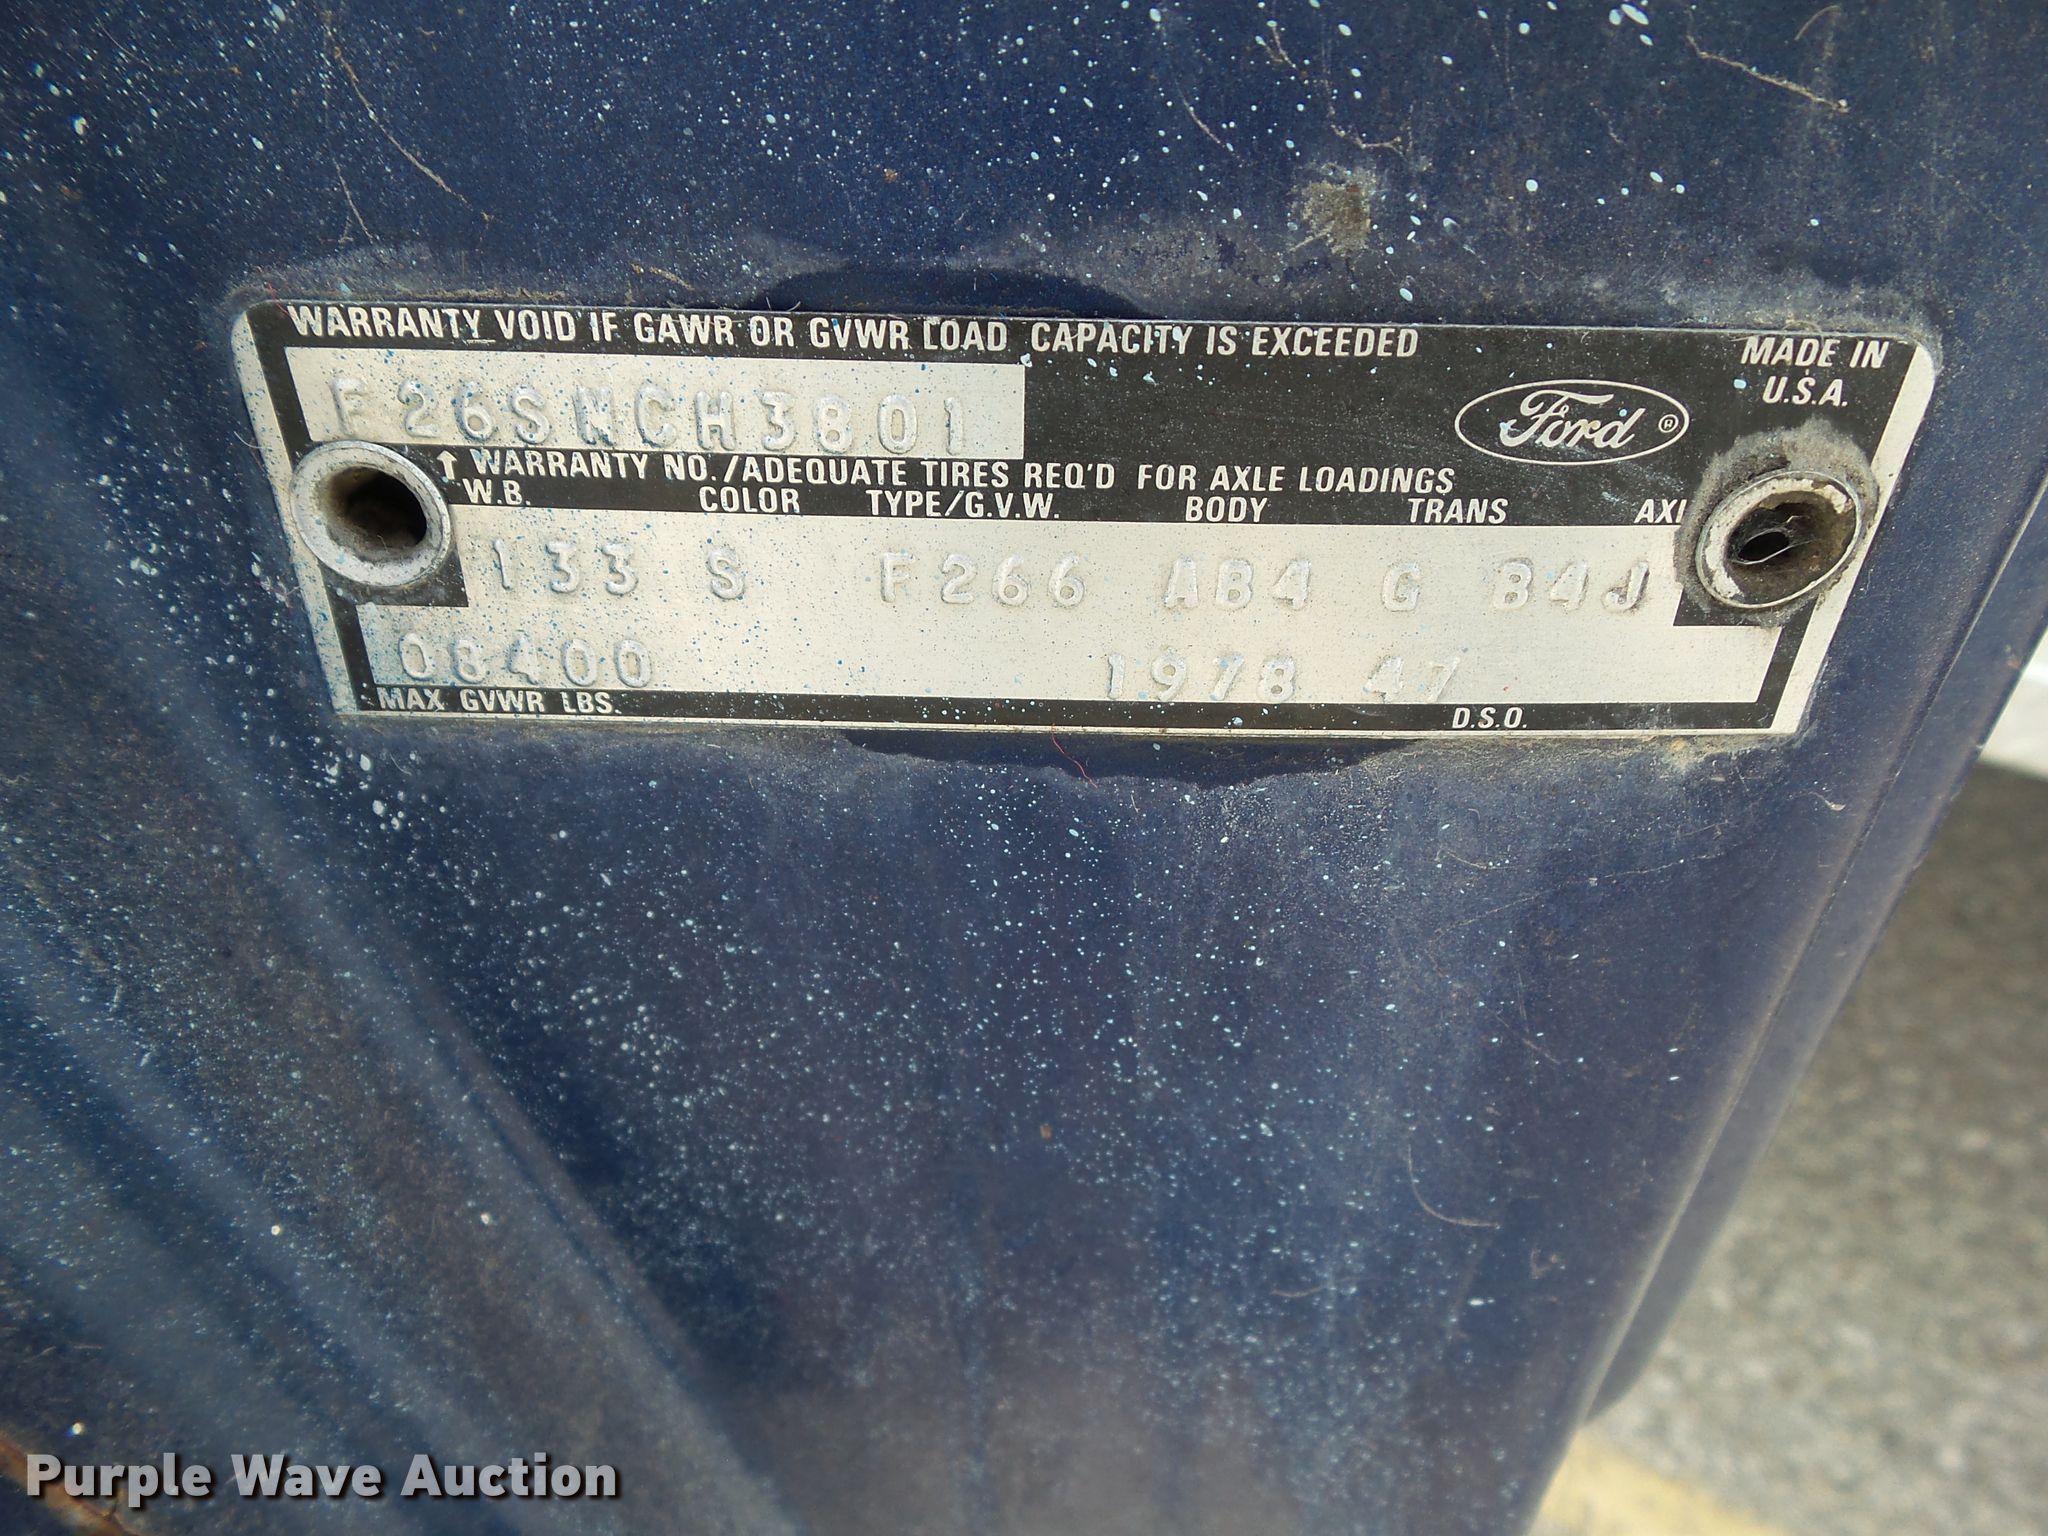 WARRANTY VOID IF GAWR OR GVWR LOAD CAPACITY IS EXCEEDED
MADE IN
U.S.A.
F26SNCH3801
Ford ®
↑ WARRANTY NO./ADEQUATE TIRES REQ'D FOR AXLE LOADINGS
W.B. COLOR TYPE/G.V.W. BODY TRANS AXL
133 S F266 AB4 G B4J
08400 1978 47
MAX GVWR LBS. D.S.O.
Purple Wave Auction